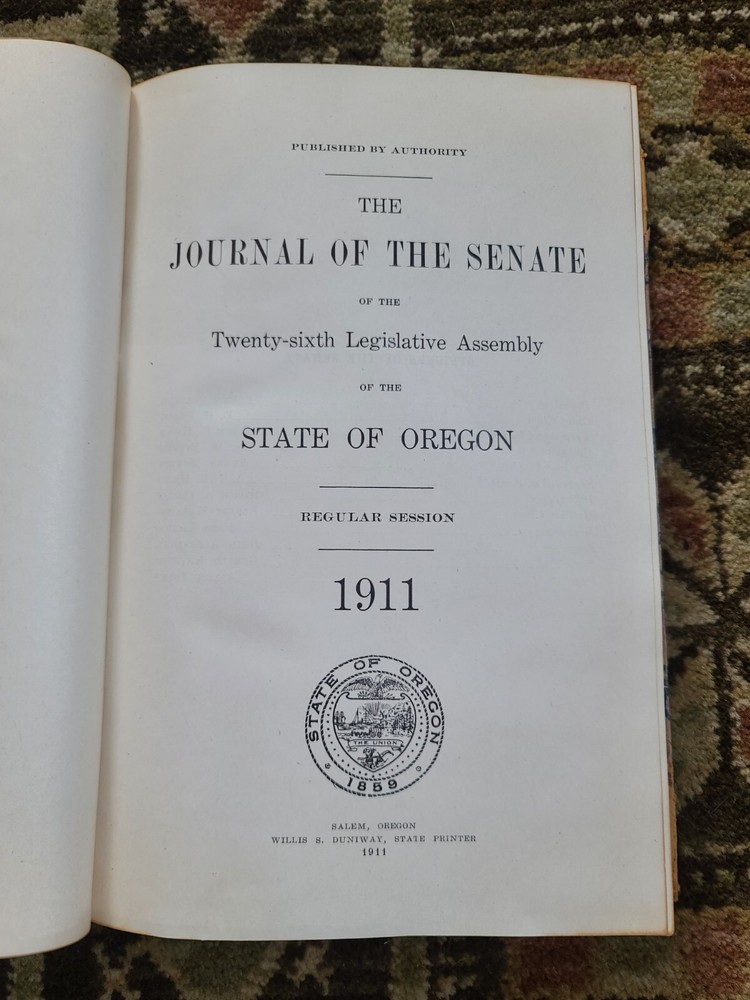 PUBLISHED BY AUTHORITY
THE
JOURNAL OF THE SENATE
OF THE
Twenty-sixth Legislative Assembly
OF THE
STATE OF OREGON
REGULAR SESSION
1911
STATE OF OREGON
THE UNION
1859
SALEM, OREGON
WILLIS S. DUNIWAY, STATE PRINTER
1911